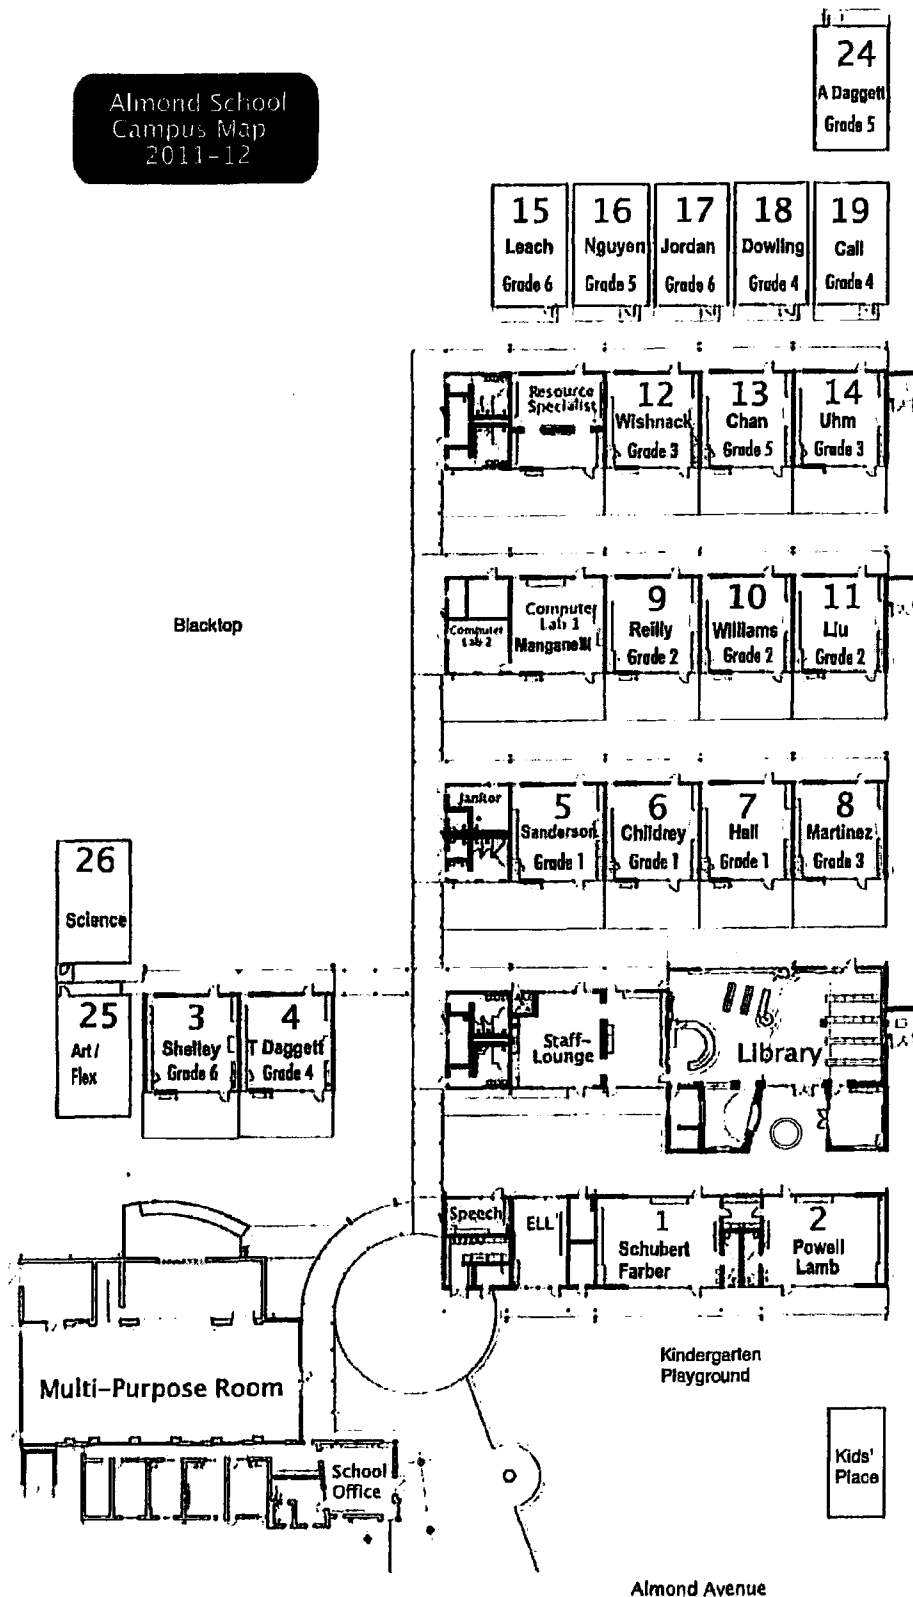 Almond School
Campus Map
2011-12
24
A Daggett
Grade 5
15
Leach
Grade 6
16
Nguyen
Grade 5
17
Jordan
Grade 6
18
Dowling
Grade 4
19
Call
Grade 4
Resource
Specialist
12
Wishnack
Grade 3
13
Chan
Grade 5
14
Uhm
Grade 3
Blacktop
Computer
Lab 2
Computer
Lab 1
Manganelli
9
Reilly
Grade 2
10
Williams
Grade 2
11
Liu
Grade 2
Janitor
5
Sanderson
Grade 1
6
Childrey
Grade 1
7
Hall
Grade 1
8
Martinez
Grade 3
26
Science
25
Art /
Flex
3
Shelley
Grade 6
4
T Daggett
Grade 4
Staff-
Lounge
Library
Speech
ELL
1
Schubert
Farber
2
Powell
Lamb
Kindergarten
Playground
Multi-Purpose Room
School
Office
Kids'
Place
Almond Avenue